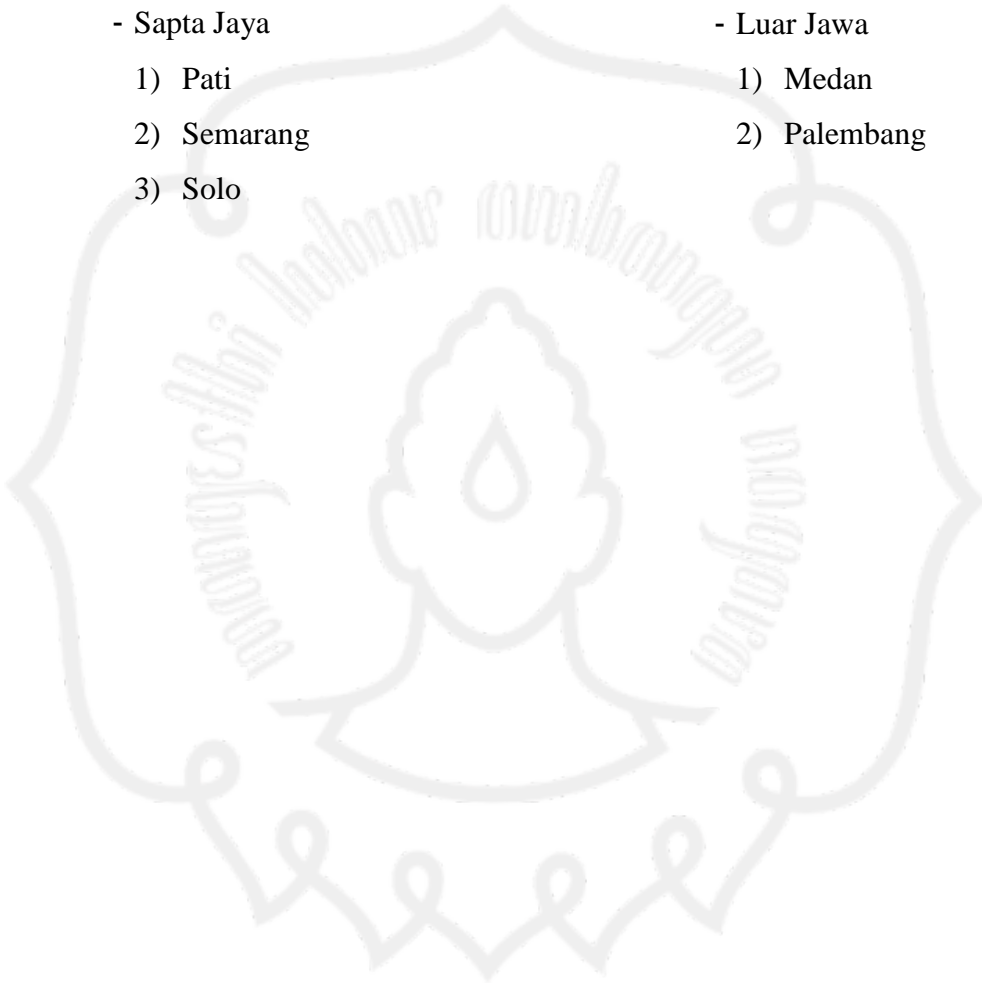 - Sapta Jaya
1) Pati
2) Semarang
3) Solo
- Luar Jawa
1) Medan
2) Palembang